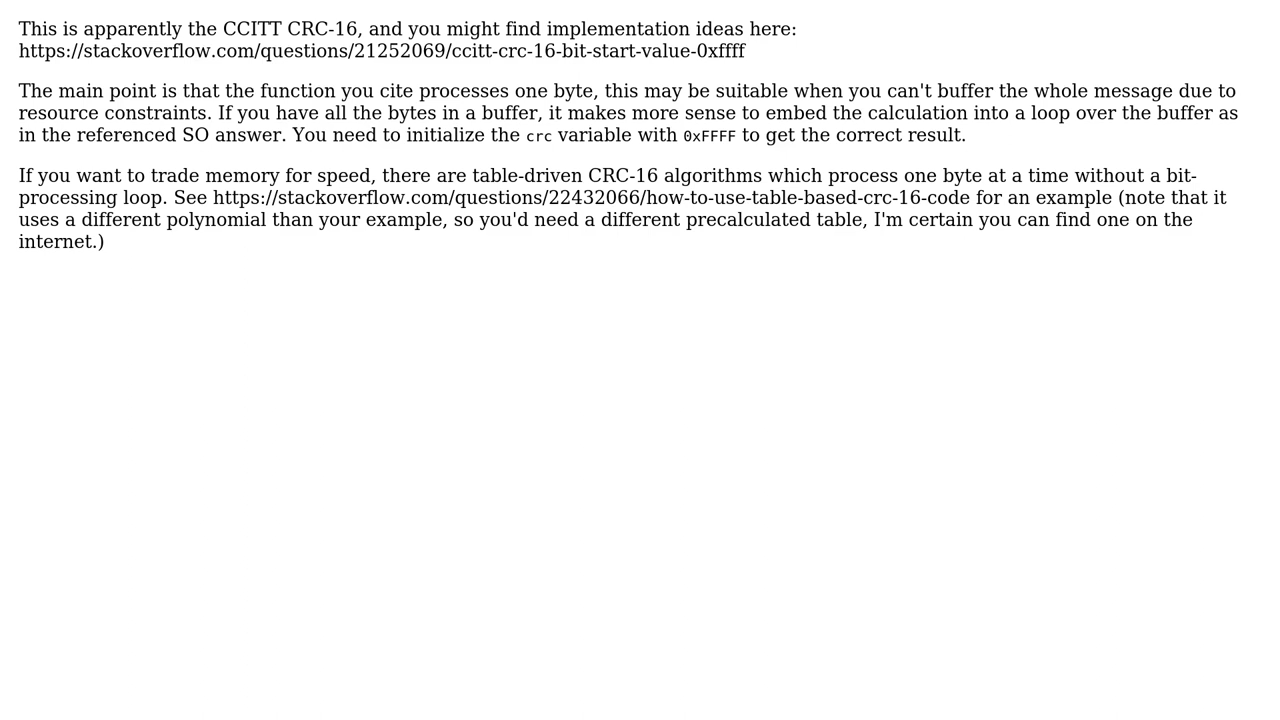 This is apparently the CCITT CRC-16, and you might find implementation ideas here:
https://stackoverflow.com/questions/21252069/ccitt-crc-16-bit-start-value-0xffff
The main point is that the function you cite processes one byte, this may be suitable when you can't buffer the whole message due to
resource constraints. If you have all the bytes in a buffer, it makes more sense to embed the calculation into a loop over the buffer as
in the referenced SO answer. You need to initialize the crc variable with 0xFFFF to get the correct result.
If you want to trade memory for speed, there are table-driven CRC-16 algorithms which process one byte at a time without a bit-
processing loop. See https://stackoverflow.com/questions/22432066/how-to-use-table-based-crc-16-code for an example (note that it
uses a different polynomial than your example, so you'd need a different precalculated table, I'm certain you can find one on the
internet.)